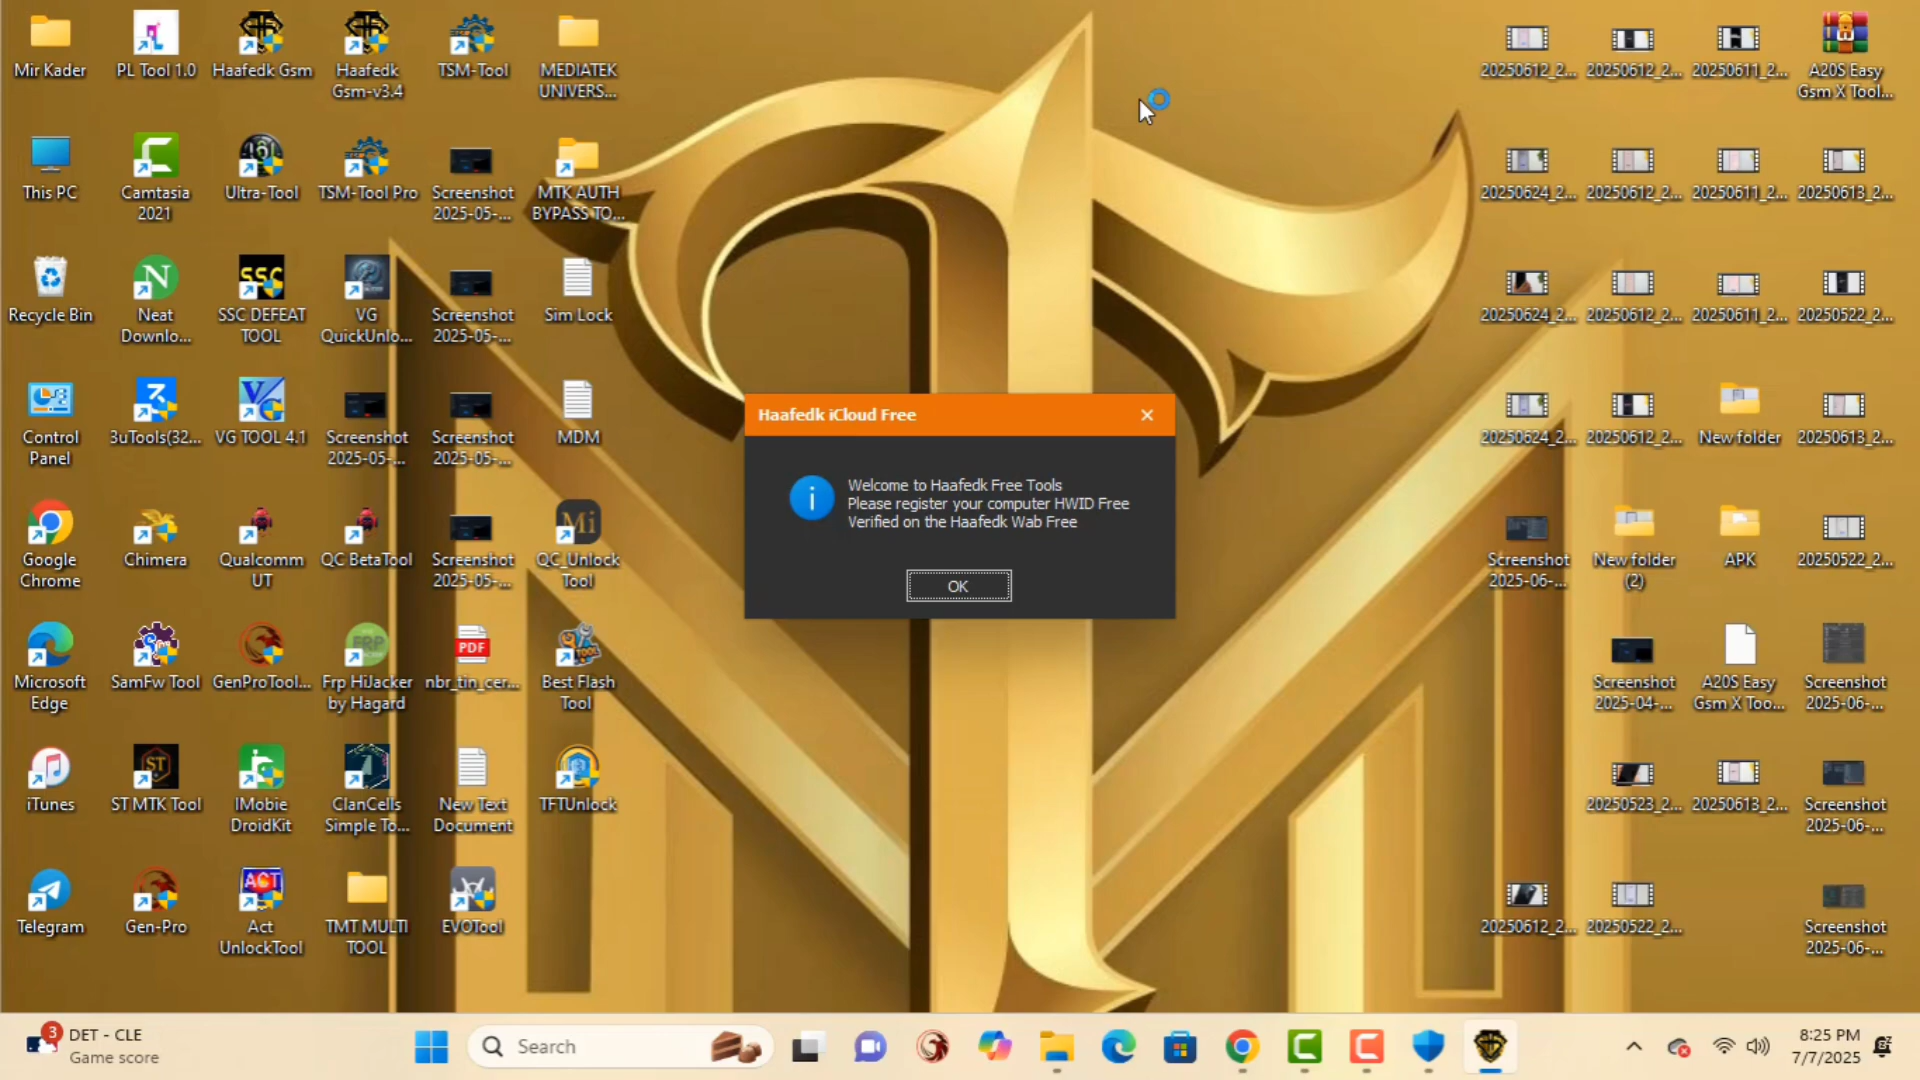 Mir Kader
PL Tool 1.0
Haafedk Gsm
Haafedk
Gsm-v3.4
TSM-Tool
MEDIATEK
UNIVERS...
20250612_2...
20250612_2...
20250611_2...
A20S Easy
Gsm X Tool...
This PC
Camtasia
2021
Ultra-Tool
TSM-Tool Pro
Screenshot
2025-05-...
MTK AUTH
BYPASS TO...
20250624_2...
20250612_2...
20250611_2...
20250613_2...
Recycle Bin
Neat
Downlo...
SSC
SSC DEFEAT
TOOL
VG
QuickUnlo...
Screenshot
2025-05-...
Sim Lock
20250624_2...
20250612_2...
20250611_2...
20250522_2...
Control
Panel
3uTools(32...
VG TOOL 4.1
Screenshot
2025-05-...
Screenshot
2025-05-...
MDM
20250624_2...
20250612_2...
New folder
20250613_2...
Haafedk iCloud Free
Welcome to Haafedk Free Tools
Please register your computer HWID Free
Verified on the Haafedk Wab Free
OK
Google
Chrome
Chimera
Qualcomm
UT
QC BetaTool
Screenshot
2025-05-...
Mi
QC_Unlock
Tool
Screenshot
2025-06-...
New folder
(2)
APK
20250522_2...
Microsoft
Edge
SamFw Tool
GenProTool...
FRP
Frp HiJacker
by Hagard
PDF
nbr_tin_cer...
TOOL
Best Flash
Tool
Screenshot
2025-04-...
A20S Easy
Gsm X Too...
Screenshot
2025-06-...
iTunes
ST
ST MTK Tool
IMobie
DroidKit
ClanCells
Simple To...
New Text
Document
TFTUnlock
20250523_2...
20250613_2...
Screenshot
2025-06-...
Telegram
Gen-Pro
ACT
Act
UnlockTool
TMT MULTI
TOOL
EVOTool
20250612_2...
20250522_2...
Screenshot
2025-06-...
3
DET - CLE
Game score
Search
8:25 PM
7/7/2025